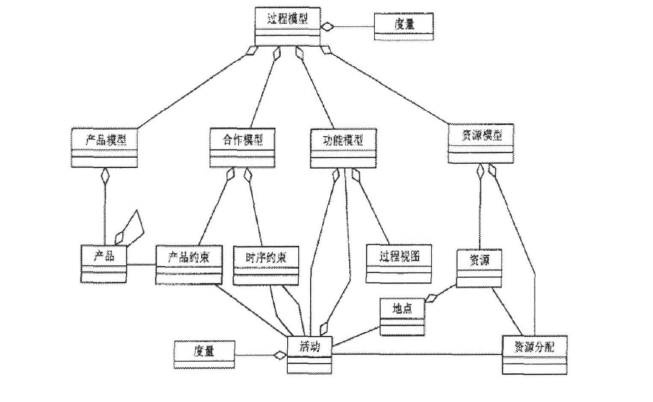 过程模型
度量
产品模型
合作模型
功能模型
资源模型
产品
产品约束
时序约束
过程视图
资源
地点
度量
活动
资源分配